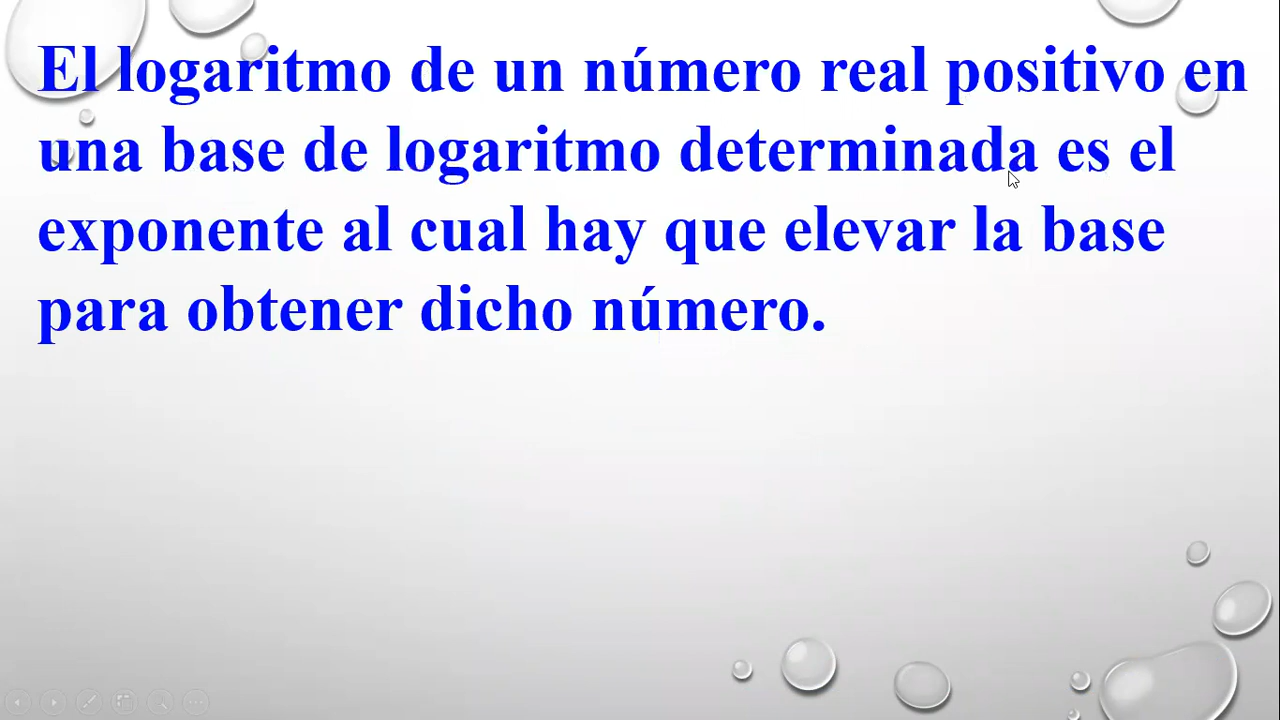 El logaritmo de un número real positivo en
una base de logaritmo determinada es el
exponente al cual hay que elevar la base
para obtener dicho número.